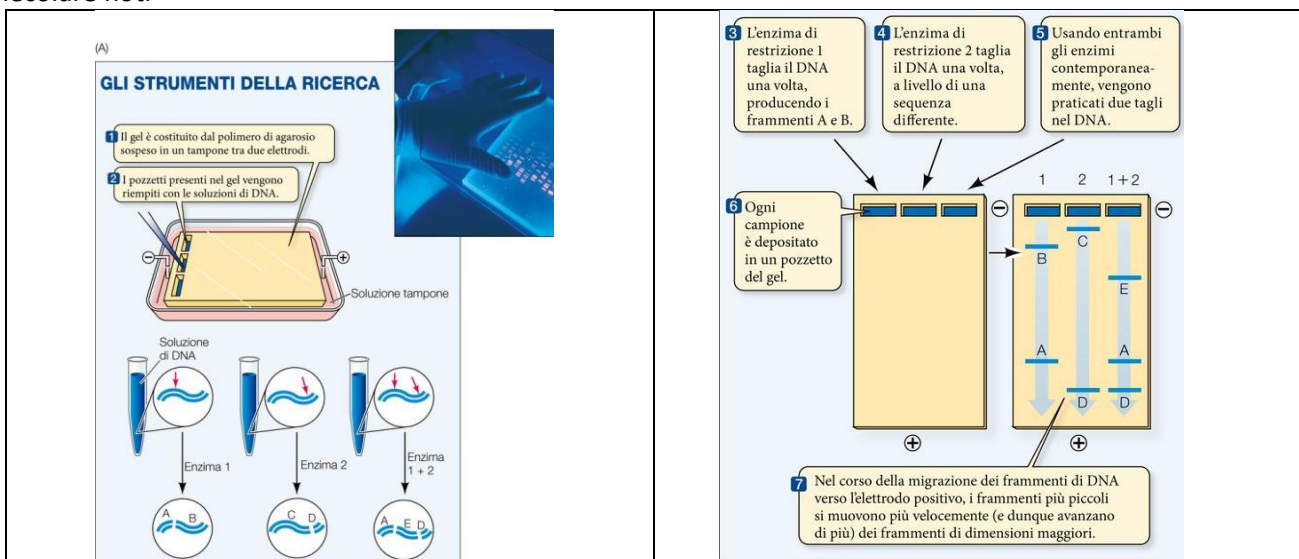 (A)
GLI STRUMENTI DELLA RICERCA
1 Il gel è costituito dal polimero di agarosio
sospeso in un tampone tra due elettrodi.
2 I pozzetti presenti nel gel vengono
riempiti con le soluzioni di DNA.
Soluzione tampone
Soluzione
di DNA
Enzima 1
Enzima 2
Enzima
1 + 2
A B
C D
A E D
3 L'enzima di
restrizione 1
taglia il DNA
una volta,
producendo i
frammenti A e B.
4 L'enzima di
restrizione 2 taglia
il DNA una volta,
a livello di una
sequenza
differente.
5 Usando entrambi
gli enzimi
contemporanea-
mente, vengono
praticati due tagli
nel DNA.
6 Ogni
campione
è depositato
in un pozzetto
del gel.
1 2 1 + 2
C
B
E
A A
D D
7 Nel corso della migrazione dei frammenti di DNA
verso l'elettrodo positivo, i frammenti più piccoli
si muovono più velocemente (e dunque avanzano
di più) dei frammenti di dimensioni maggiori.